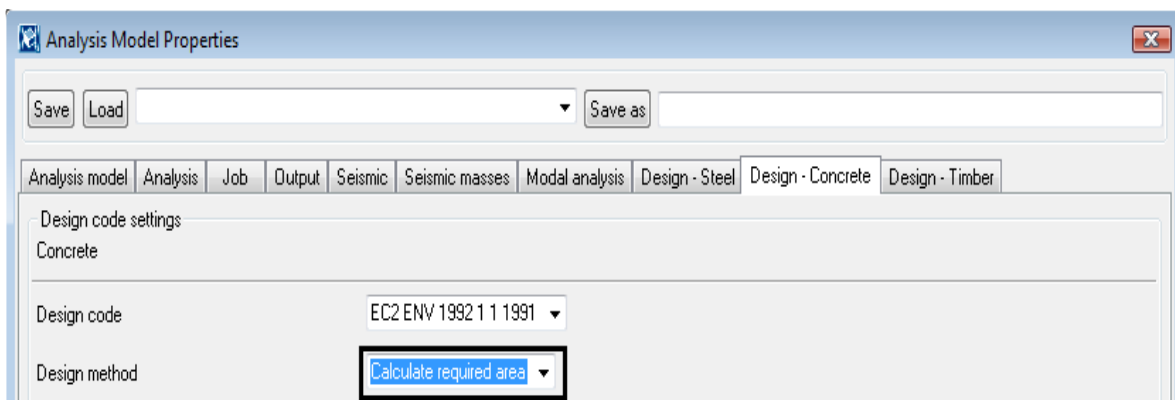 Analysis Model Properties
Save Load Save as
Analysis model Analysis Job Output Seismic Seismic masses Modal analysis Design - Steel Design - Concrete Design - Timber
Design code settings
Concrete
Design code EC2 ENV 1992 1 1 1991
Design method Calculate required area